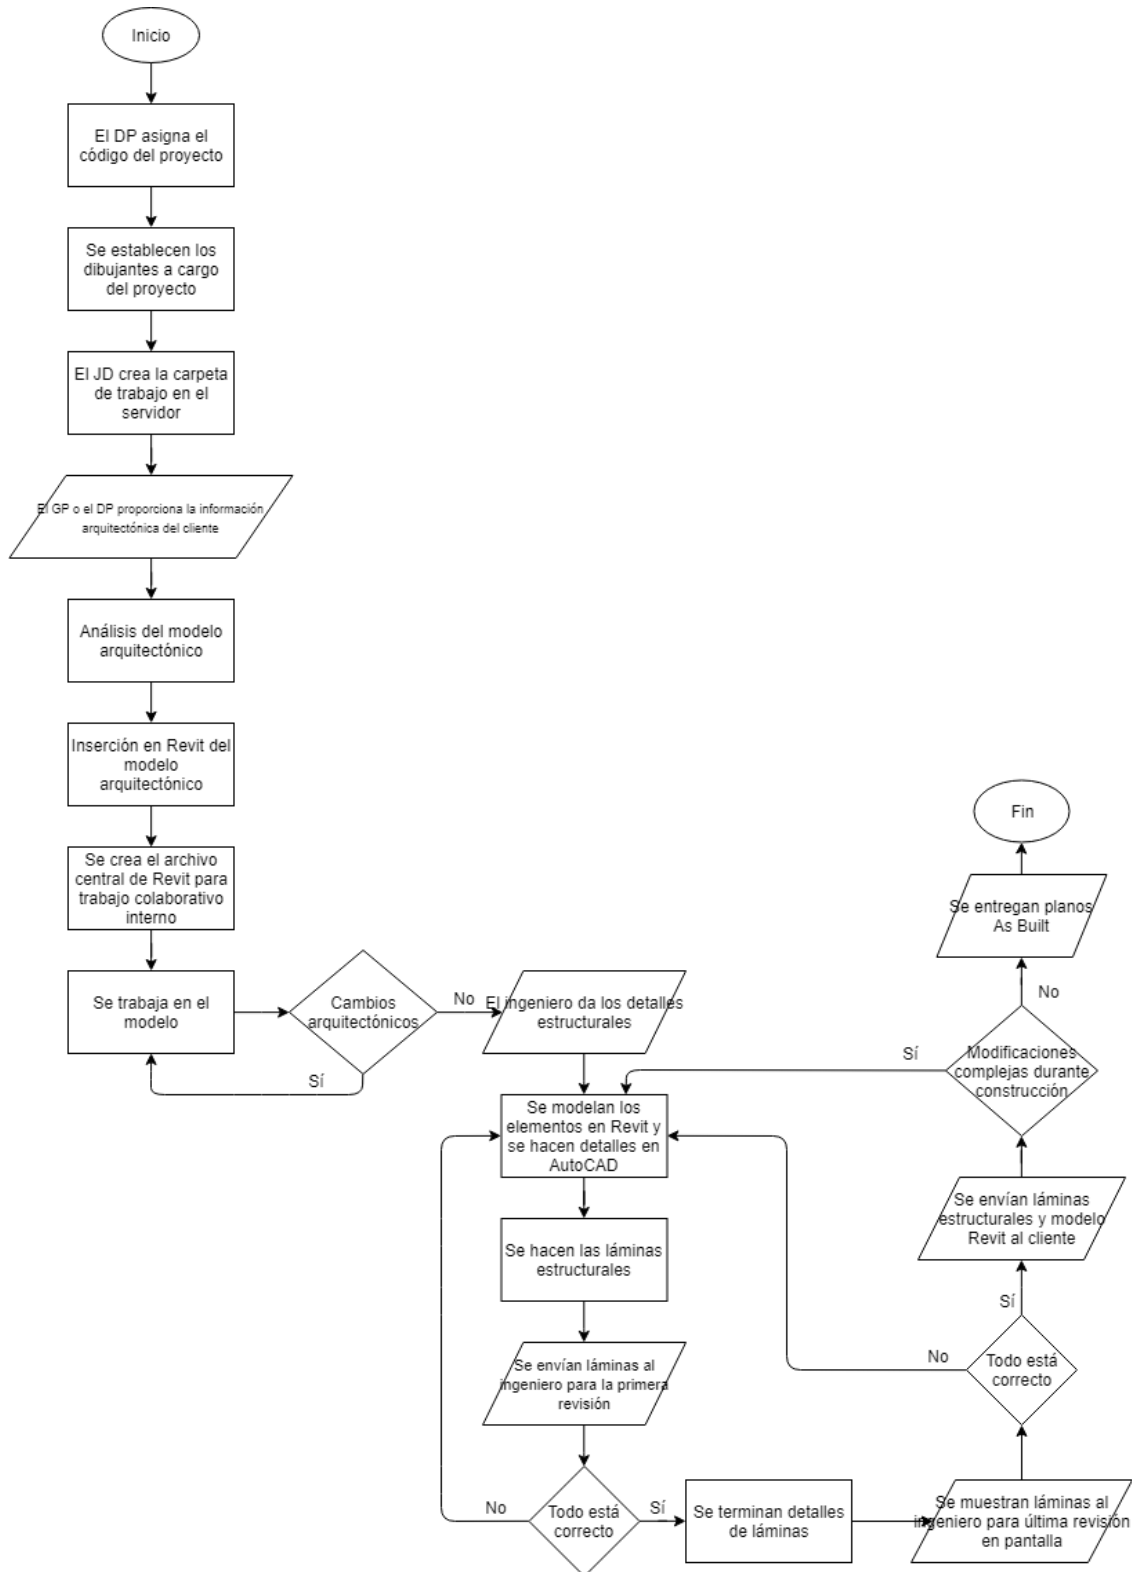 Inicio
El DP asigna el
código del proyecto
Se establecen los
dibujantes a cargo
del proyecto
El JD crea la carpeta
de trabajo en el
servidor
El GP o el DP proporciona la información
arquitectónica del cliente
Análisis del modelo
arquitectónico
Inserción en Revit del
modelo
arquitectónico
Se crea el archivo
central de Revit para
trabajo colaborativo
interno
Se trabaja en el
modelo
Cambios
arquitectónicos
Sí
No
El ingeniero da los detalles
estructurales
Se modelan los
elementos en Revit y
se hacen detalles en
AutoCAD
Se hacen las láminas
estructurales
Se envían láminas al
ingeniero para la primera
revisión
Todo está
correcto
No
Sí
Se terminan detalles
de láminas
Se muestran láminas al
ingeniero para última revisión
en pantalla
Todo está
correcto
No
Sí
Se envían láminas
estructurales y modelo
Revit al cliente
Modificaciones
complejas durante
construcción
Sí
No
Se entregan planos
As Built
Fin